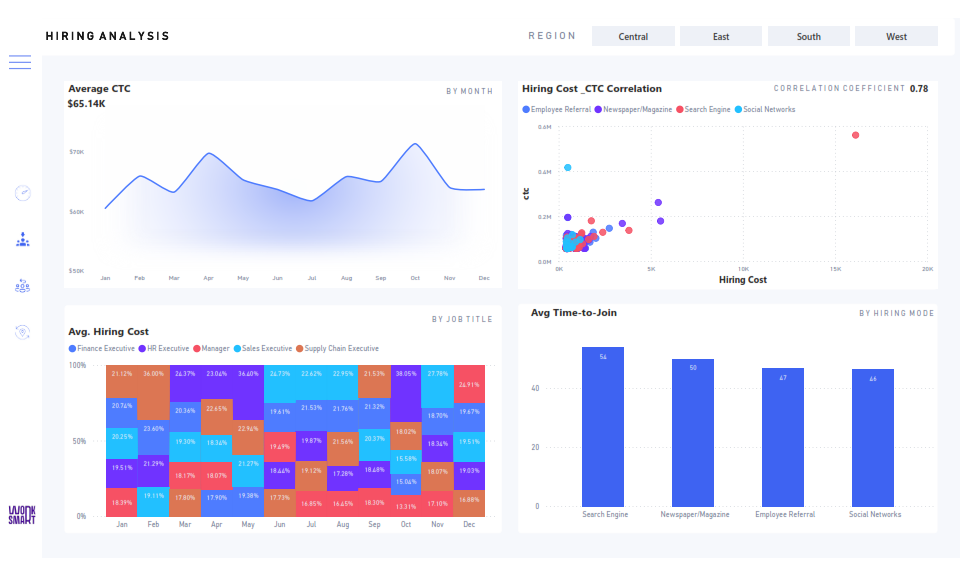 HIRING ANALYSIS
REGION
Central
East
South
West
Average CTC
BY MONTH
$65.14K
$70K
$60K
$50K
Jan Feb Mar Apr May Jun Jul Aug Sep Oct Nov Dec
Hiring Cost _CTC Correlation
CORRELATION COEFFICIENT 0.78
Employee Referral Newspaper/Magazine Search Engine Social Networks
ctc
0.6M
0.4M
0.2M
0.0M
0K 5K 10K 15K 20K
Hiring Cost
BY JOB TITLE
Avg. Hiring Cost
Finance Executive HR Executive Manager Sales Executive Supply Chain Executive
100%
50%
0%
21.12% 20.74% 20.25% 19.51% 18.39%
36.00% 23.60% 21.29% 19.11%
24.37% 20.36% 19.30% 18.17% 17.80%
23.04% 22.65% 18.34% 18.07% 17.90%
36.40% 22.96% 21.27% 19.38%
24.73% 19.61% 19.49% 18.44% 17.73%
22.62% 21.53% 19.87% 19.12% 16.85%
22.95% 21.76% 21.56% 17.28% 16.45%
21.53% 21.32% 20.37% 18.48% 18.30%
38.05% 18.02% 15.58% 15.04% 13.31%
27.78% 18.70% 18.34% 18.07% 17.10%
24.91% 19.67% 19.51% 19.03% 16.88%
Jan Feb Mar Apr May Jun Jul Aug Sep Oct Nov Dec
Avg Time-to-Join
BY HIRING MODE
40
20
0
54 50 47 46
Search Engine Newspaper/Magazine Employee Referral Social Networks
WORK
SMART